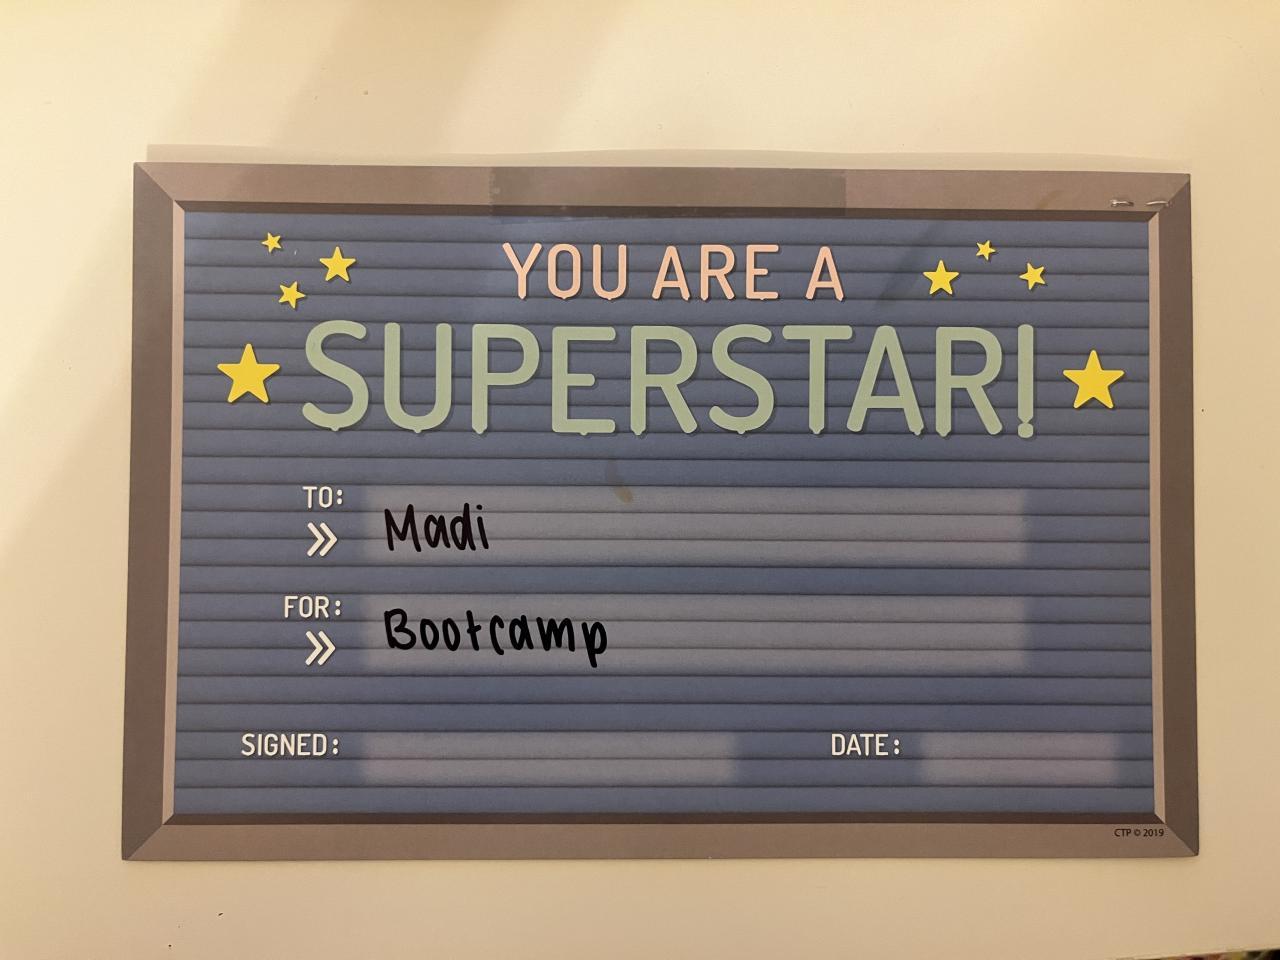 YOU ARE A
SUPERSTAR!
TO:
Madi
FOR:
Bootcamp
SIGNED: DATE:
CTP © 2019